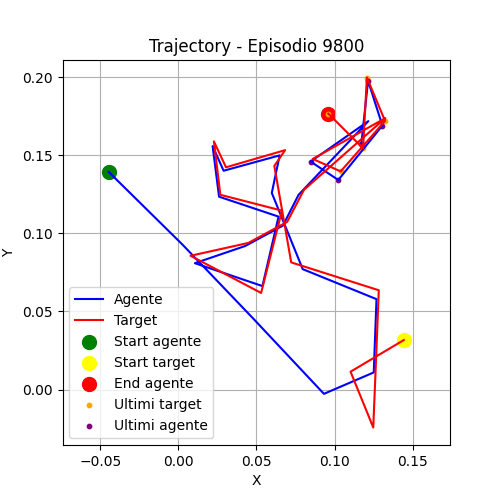 Trajectory - Episodio 9800
0.20
0.15
0.10
0.05
0.00
Y
Agente
Target
Start agente
Start target
End agente
Ultimi target
Ultimi agente
−0.05
0.00
0.05
0.10
0.15
X